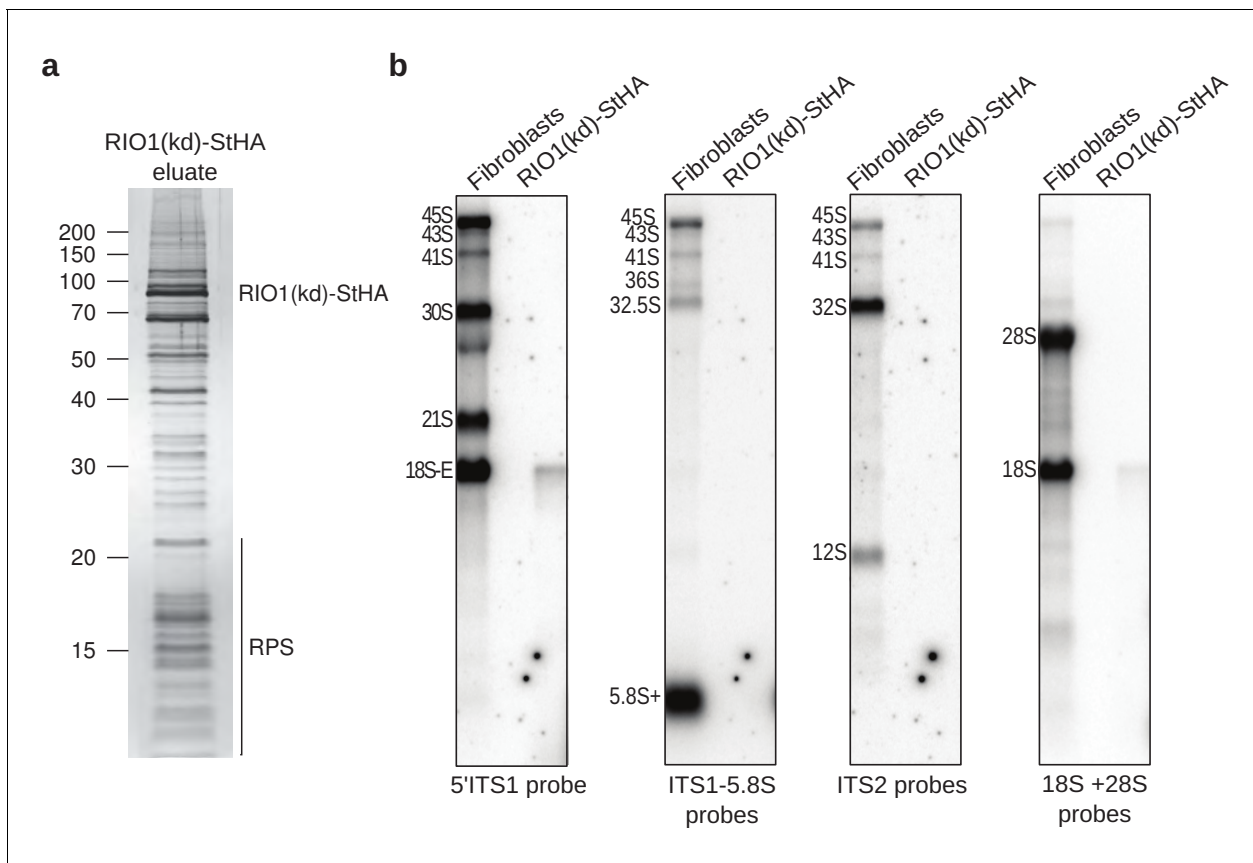 a
RIO1(kd)-StHA
eluate
200
150
100
70
50
40
30
20
15
RIO1(kd)-StHA
RPS
b
Fibroblasts
RIO1(kd)-StHA
45S
43S
41S
30S
21S
18S-E
5'ITS1 probe
Fibroblasts
RIO1(kd)-StHA
45S
43S
41S
36S
32.5S
5.8S+
ITS1-5.8S
probes
Fibroblasts
RIO1(kd)-StHA
45S
43S
41S
32S
12S
ITS2 probes
Fibroblasts
RIO1(kd)-StHA
28S
18S
18S +28S
probes